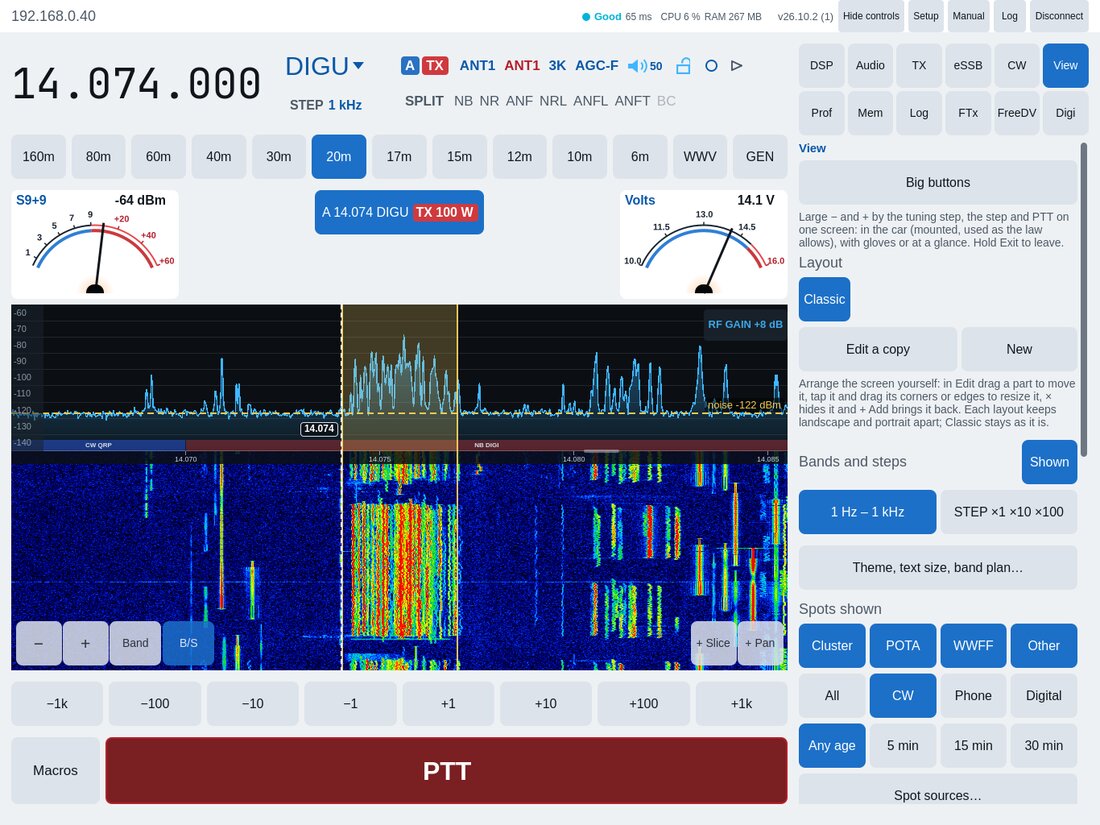 192.168.0.40
Good 65 ms CPU 6 % RAM 267 MB v26.10.2 (1) Hide controls Setup Manual Log Disconnect
14.074.000
DIGU
STEP 1 kHz
A TX ANT1 ANT1 3K AGC-F 50
SPLIT NB NR ANF NRL ANFL ANFT BC
160m 80m 60m 40m 30m 20m 17m 15m 12m 10m 6m WWV GEN
S9+9 -64 dBm
1 3 5 7 9 +20 +40 +60
A 14.074 DIGU TX 100 W
Volts 14.1 V
10.0 11.5 13.0 14.5 16.0
-60
-70
-80
-90
-100
-110
-120
-130
-140
RF GAIN +8 dB
noise -122 dBm
14.074
CW QRP NB DIGI
14.070 14.075 14.080 14.085
− + Band B/S + Slice + Pan
−1k −100 −10 −1 +1 +10 +100 +1k
Macros PTT
DSP Audio TX eSSB CW View
Prof Mem Log FTx FreeDV Digi
View
Big buttons
Large − and + by the tuning step, the step and PTT on
one screen: in the car (mounted, used as the law
allows), with gloves or at a glance. Hold Exit to leave.
Layout
Classic
Edit a copy New
Arrange the screen yourself: in Edit drag a part to move
it, tap it and drag its corners or edges to resize it, ×
hides it and + Add brings it back. Each layout keeps
landscape and portrait apart; Classic stays as it is.
Bands and steps Shown
1 Hz – 1 kHz STEP ×1 ×10 ×100
Theme, text size, band plan…
Spots shown
Cluster POTA WWFF Other
All CW Phone Digital
Any age 5 min 15 min 30 min
Spot sources…